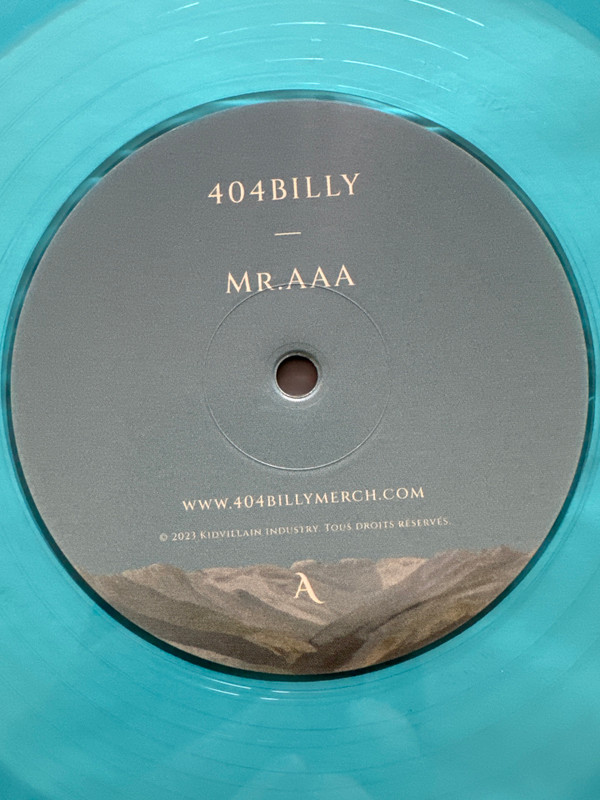 404BILLY
—
MR.AAA
WWW.404BILLYMERCH.COM
© 2023 KIDVILLAIN INDUSTRY. TOUS DROITS RÉSERVÉS.
A